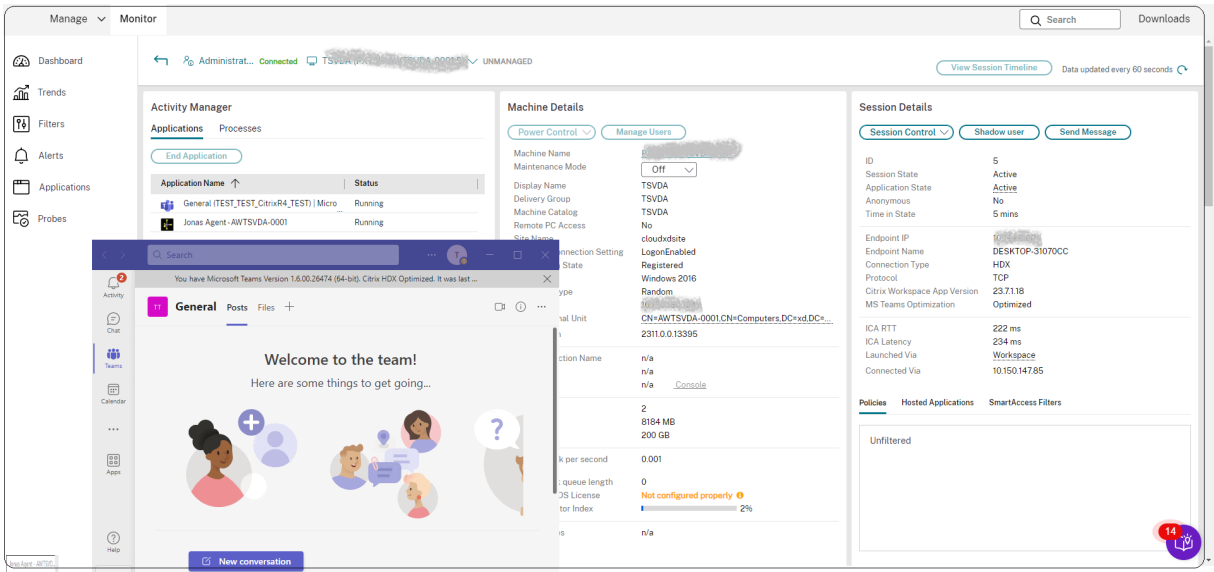 Manage Monitor Search Downloads
Dashboard
Trends
Filters
Alerts
Applications
Probes
Administrat... Connected UNMANAGED
View Session Timeline Data updated every 60 seconds
Activity Manager
Applications Processes
End Application
Application Name Status
General (TEST_TEST_CitrixR4_TEST) | Micro ... Running
Jonas Agent - AWTSVDA-0001 Running
Machine Details
Power Control Manage Users
Machine Name
Maintenance Mode Off
Display Name TSVDA
Delivery Group TSVDA
Machine Catalog TSVDA
Remote PC Access No
Site Name cloudxdsite
nnection Setting LogonEnabled
State Registered
Windows 2016
ype Random
nal Unit CN=AWTSVDA-0001,CN=Computers,DC=xd,DC=...
2311.0.0.13395
ction Name n/a
n/a
n/a Console
2
8184 MB
200 GB
k per second 0.001
queue length 0
OS License Not configured properly
tor Index 2%
s n/a
Session Details
Session Control Shadow user Send Message
ID 5
Session State Active
Application State Active
Anonymous No
Time in State 5 mins
Endpoint IP
Endpoint Name DESKTOP-31070CC
Connection Type HDX
Protocol TCP
Citrix Workspace App Version 23.7.1.18
MS Teams Optimization Optimized
ICA RTT 222 ms
ICA Latency 234 ms
Launched Via Workspace
Connected Via 10.150.147.85
Policies Hosted Applications SmartAccess Filters
Unfiltered
14
Search ... T
You have Microsoft Teams Version 1.6.00.26474 (64-bit). Citrix HDX Optimized. It was last ...
2
Activity
Chat
Teams
Calendar
...
Apps
Help
TT General Posts Files
Welcome to the team!
Here are some things to get going...
?
New conversation